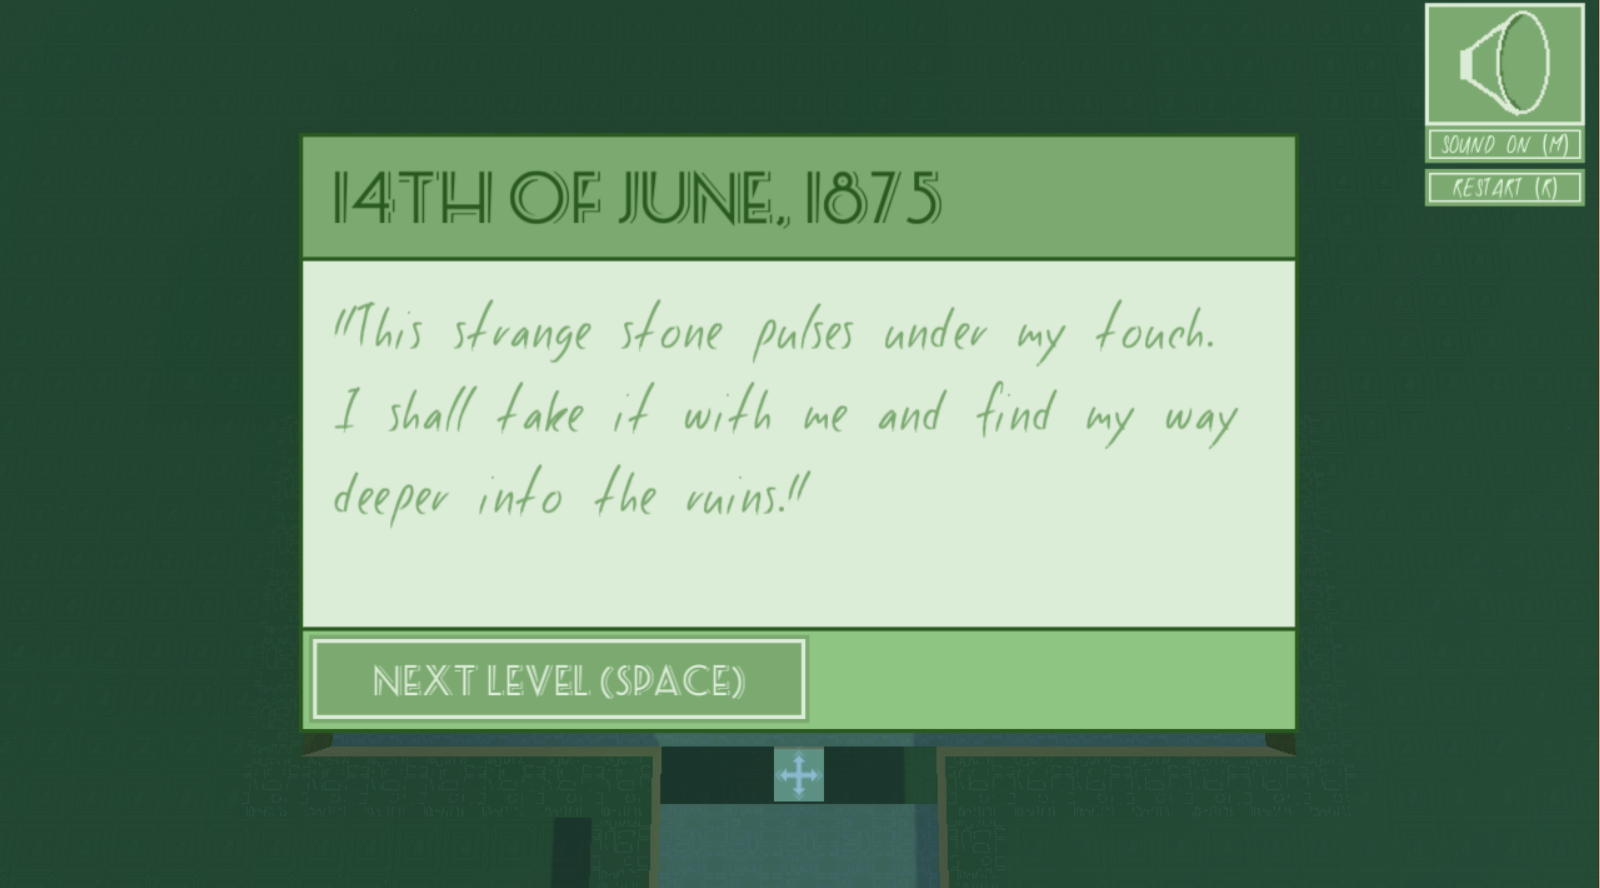 SOUND ON (M)
RESTART (R)
14TH OF JUNE, 1875
"This strange stone pulses under my touch.
I shall take it with me and find my way
deeper into the ruins."
NEXT LEVEL (SPACE)